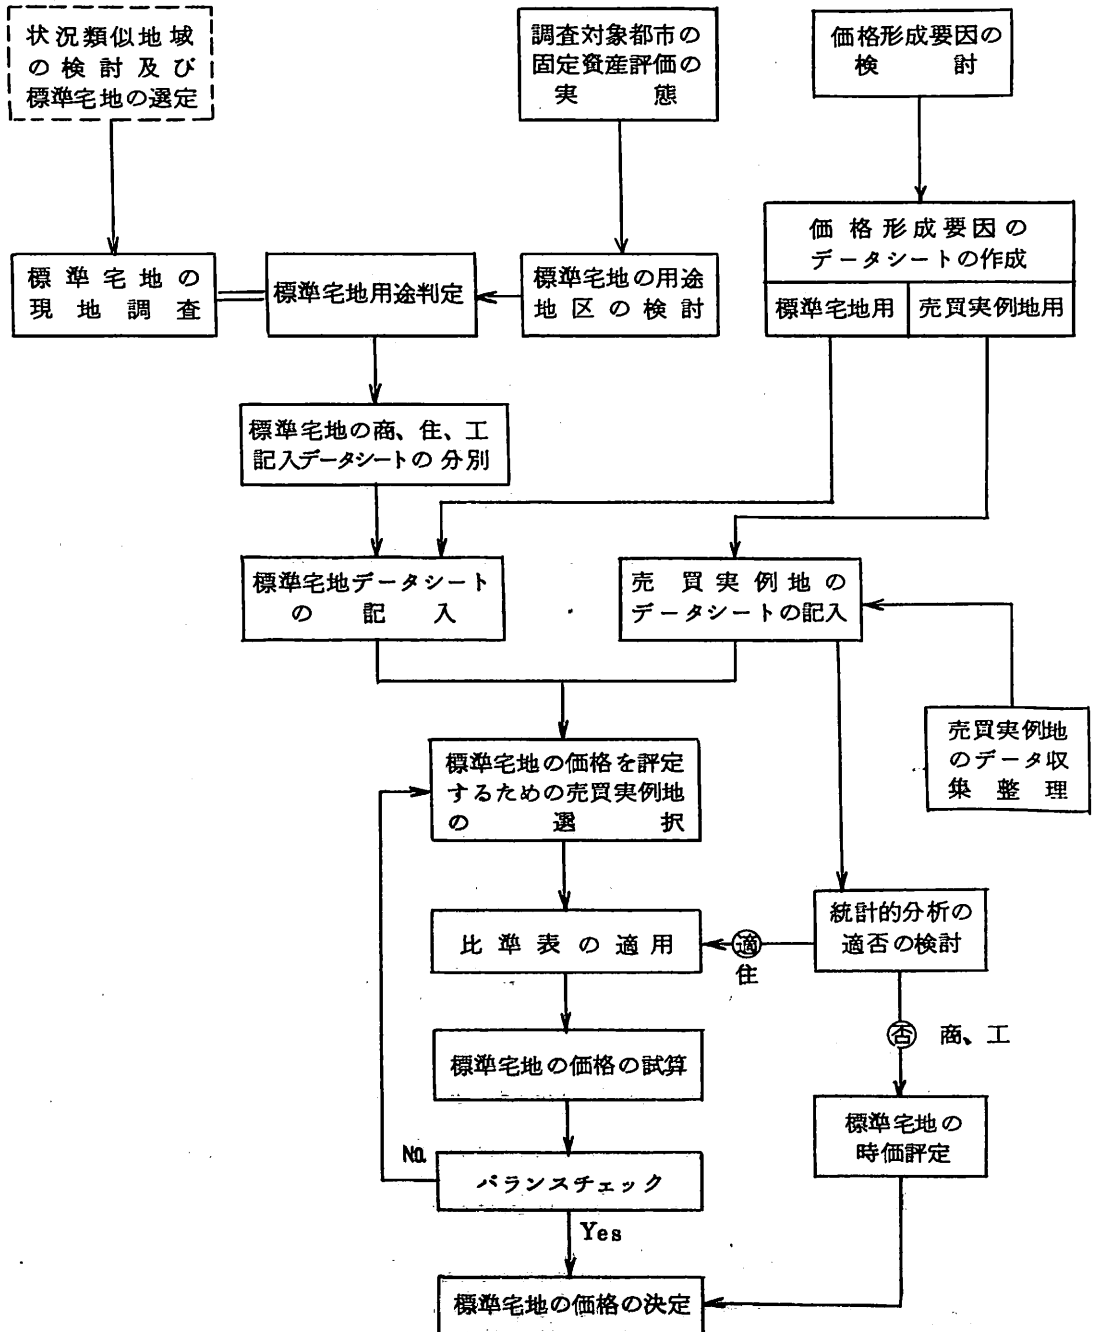 状況類似地域
の検討及び
標準宅地の選定
調査対象都市の
固定資産評価の
実態
価格形成要因の
検討
価格形成要因の
データシートの作成
標準宅地用
売買実例地用
標準宅地の
現地調査
標準宅地用途判定
標準宅地の用途
地区の検討
標準宅地の商、住、工
記入データシートの分別
標準宅地データシート
の記入
売買実例地の
データシートの記入
売買実例地
のデータ収
集整理
標準宅地の価格を評定
するための売買実例地
の選択
統計的分析の
適否の検討
比準表の適用
適
住
否 商、工
標準宅地の価格の試算
標準宅地の
時価評定
No.
バランスチェック
Yes
標準宅地の価格の決定